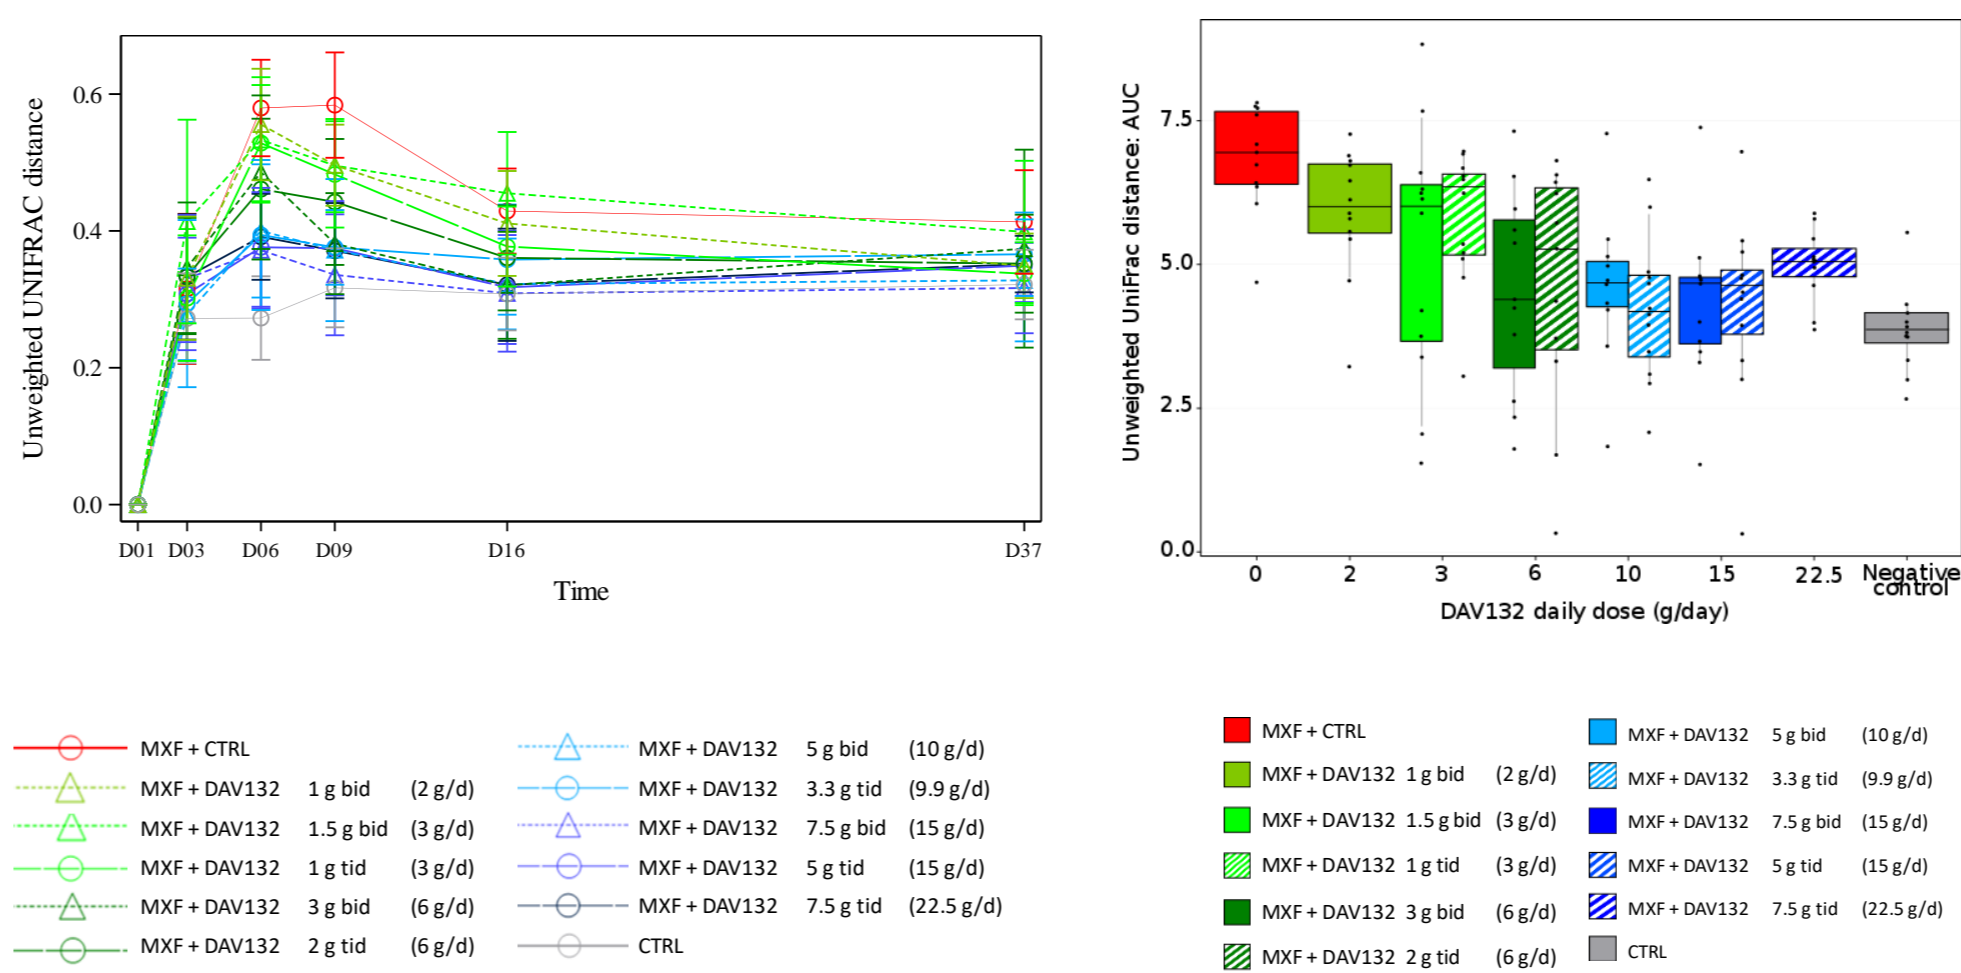 Unweighted UNIFRAC distance
0.6
0.4
0.2
0.0
D01 D03 D06 D09 D16 D37
Time
Unweighted UniFrac distance: AUC
7.5
5.0
2.5
0.0
0 2 3 6 10 15 22.5 Negative control
DAV132 daily dose (g/day)
MXF + CTRL
MXF + DAV132 1 g bid (2 g/d)
MXF + DAV132 1.5 g bid (3 g/d)
MXF + DAV132 1 g tid (3 g/d)
MXF + DAV132 3 g bid (6 g/d)
MXF + DAV132 2 g tid (6 g/d)
MXF + DAV132 5 g bid (10 g/d)
MXF + DAV132 3.3 g tid (9.9 g/d)
MXF + DAV132 7.5 g bid (15 g/d)
MXF + DAV132 5 g tid (15 g/d)
MXF + DAV132 7.5 g tid (22.5 g/d)
CTRL
MXF + CTRL
MXF + DAV132 1 g bid (2 g/d)
MXF + DAV132 1.5 g bid (3 g/d)
MXF + DAV132 1 g tid (3 g/d)
MXF + DAV132 3 g bid (6 g/d)
MXF + DAV132 2 g tid (6 g/d)
MXF + DAV132 5 g bid (10 g/d)
MXF + DAV132 3.3 g tid (9.9 g/d)
MXF + DAV132 7.5 g bid (15 g/d)
MXF + DAV132 5 g tid (15 g/d)
MXF + DAV132 7.5 g tid (22.5 g/d)
CTRL